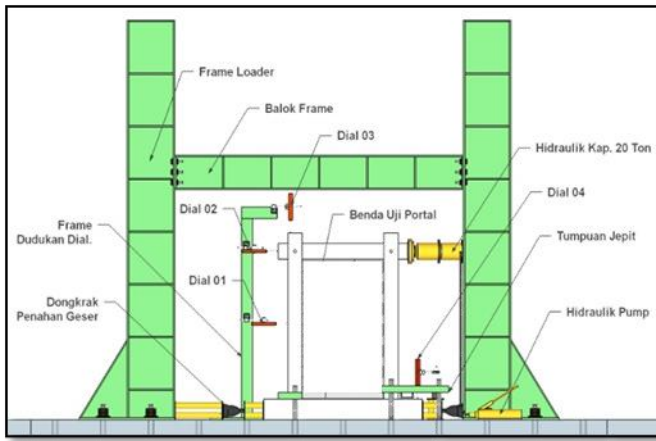 Frame Loader
Balok Frame
Dial 03
Hidraulik Kap. 20 Ton
Dial 04
Dial 02
Benda Uji Portal
Frame
Dudukan Dial.
Tumpuan Jepit
Dial 01
Dongkrak
Penahan Geser
Hidraulik Pump